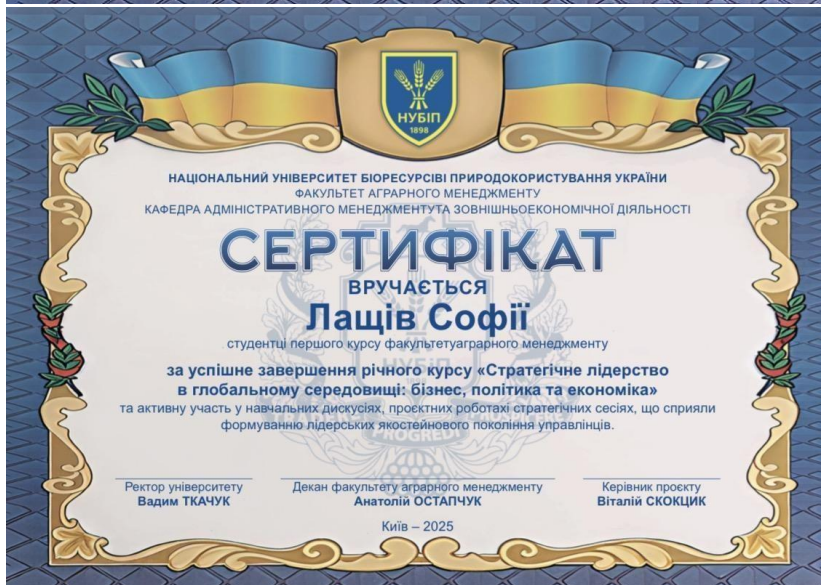 НУБІП
1898
НАЦІОНАЛЬНИЙ УНІВЕРСИТЕТ БІОРЕСУРСІВІ ПРИРОДОКОРИСТУВАННЯ УКРАЇНИ
ФАКУЛЬТЕТ АГРАРНОГО МЕНЕДЖМЕНТУ
КАФЕДРА АДМІНІСТРАТИВНОГО МЕНЕДЖМЕНТУТА ЗОВНІШНЬОЕКОНОМІЧНОЇ ДІЯЛЬНОСТІ
СЕРТИФІКАТ
ВРУЧАЄТЬСЯ
Лащів Софії
студентці першого курсу факультетуаграрного менеджменту
НУБІП
за успішне завершення річного курсу «Стратегічне лідерство
в глобальному середовищі: бізнес, політика та економіка»
та активну участь у навчальних дискусіях, проєктних роботахі стратегічних сесіях, що сприяли
формуванню лідерських якостейнового покоління управлінців.
PROGREDI
Ректор університету
Вадим ТКАЧУК
Декан факультету аграрного менеджменту
Анатолій ОСТАПЧУК
Керівник проєкту
Віталій СКОКЦИК
Київ – 2025